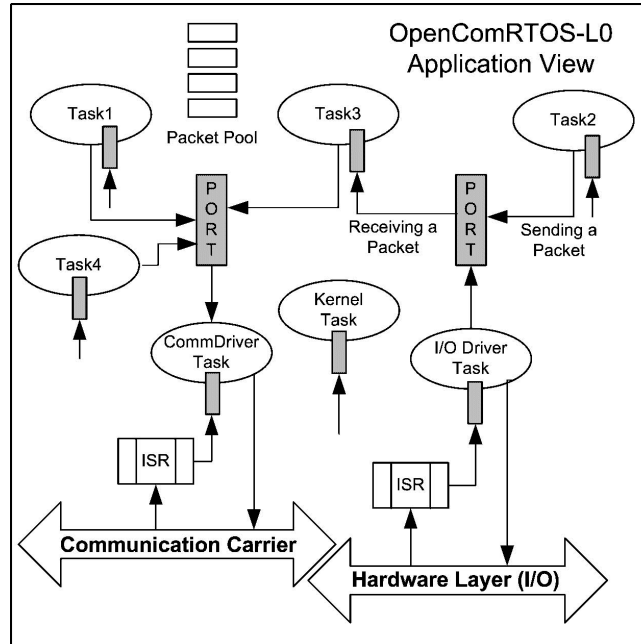 OpenComRTOS-L0
Application View
Task1
Packet Pool
Task3
Task2
P
O
R
T
Receiving a
Packet
P
O
R
T
Sending a
Packet
Task4
CommDriver
Task
Kernel
Task
I/O Driver
Task
ISR
ISR
Communication Carrier
Hardware Layer (I/O)